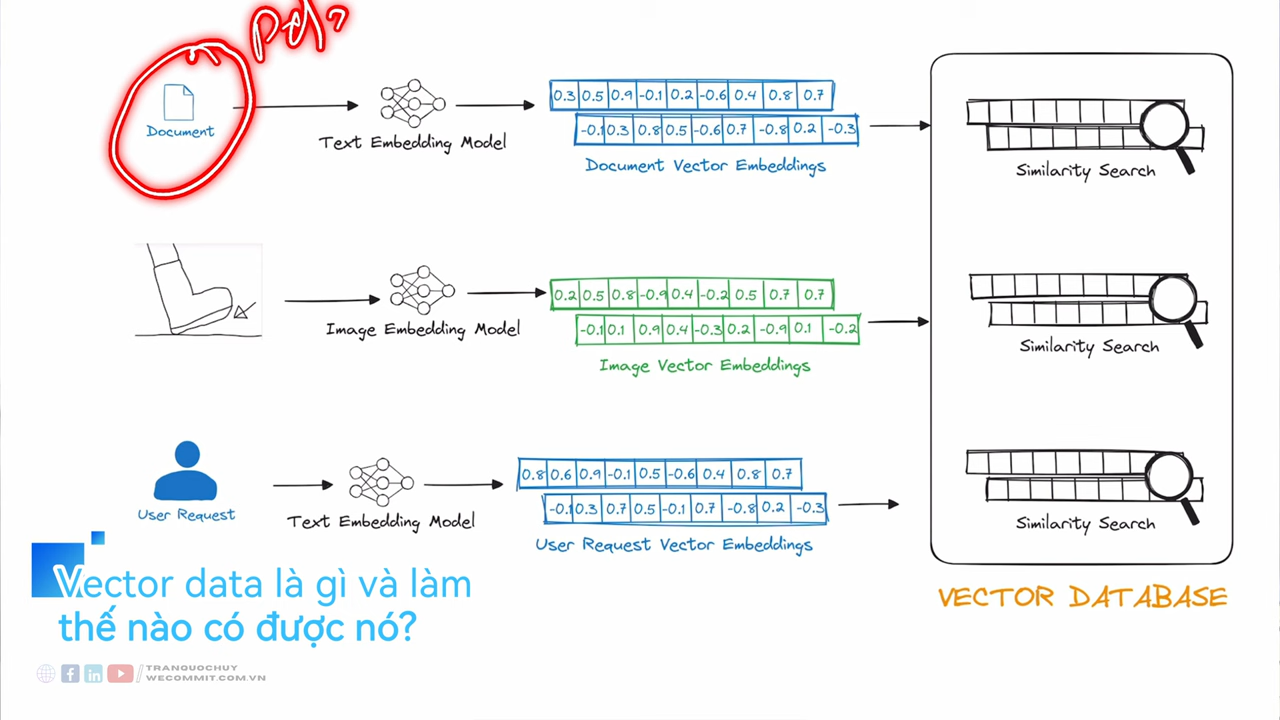 Pdf
Document
Text Embedding Model
0.3 0.5 0.9 -0.1 0.2 -0.6 0.4 0.8 0.7
-0.1 0.3 0.8 0.5 -0.6 0.7 -0.8 0.2 -0.3
Document Vector Embeddings
Similarity Search
Image Embedding Model
0.2 0.5 0.8 -0.9 0.4 -0.2 0.5 0.7 0.7
-0.1 0.1 0.9 0.4 -0.3 0.2 -0.9 0.1 -0.2
Image Vector Embeddings
Similarity Search
User Request
Text Embedding Model
0.8 0.6 0.9 -0.1 0.5 -0.6 0.4 0.8 0.7
-0.1 0.3 0.7 0.5 -0.1 0.7 -0.8 0.2 -0.3
User Request Vector Embeddings
Similarity Search
VECTOR DATABASE
Vector data là gì và làm
thế nào có được nó?
TRANQUOCHUY
WECOMMIT.COM.VN